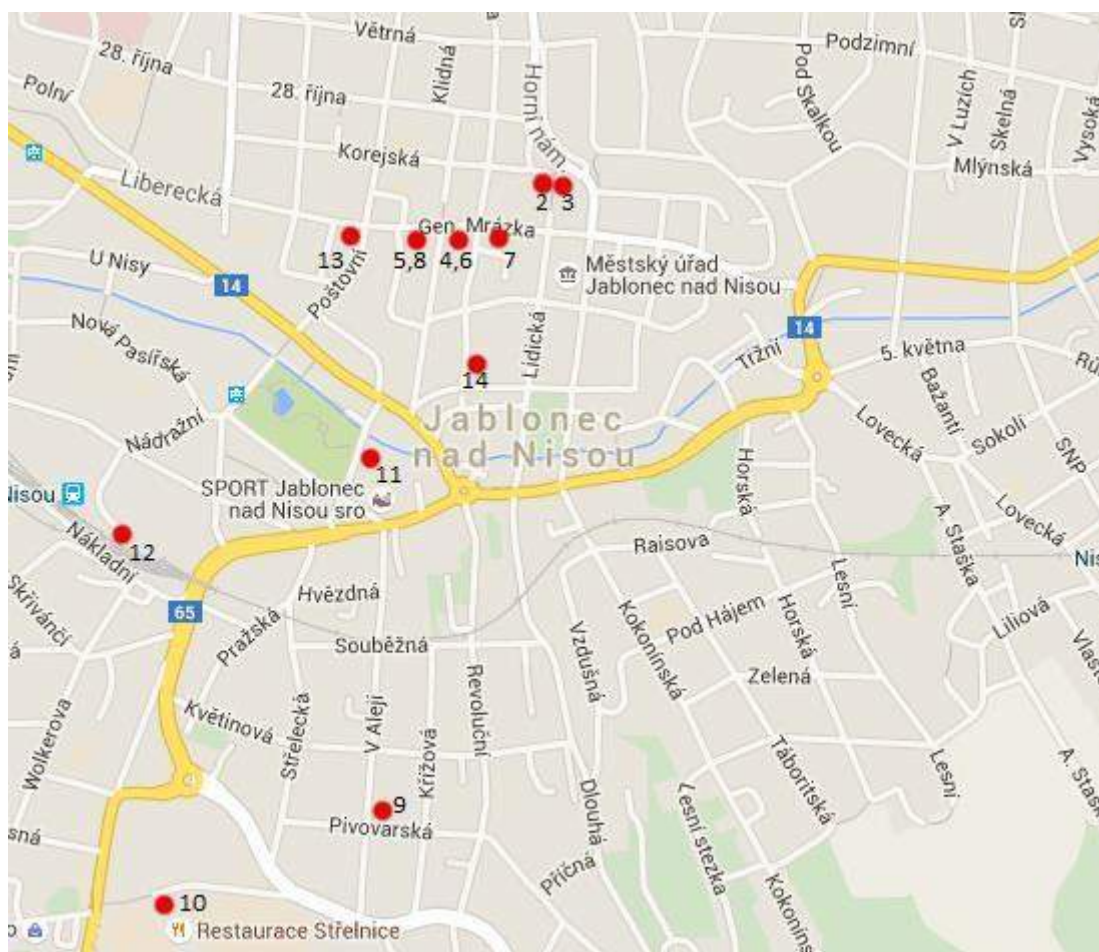 Větrná
Podzimní
28. října
Klidná
Horní nám.
Pod Skalkou
V Luzích
Skelná
Vysoká
Polní
28. října
Korejská
Mlýnská
Liberecká
2
3
Gen. Mrázka
13
5,8
4,6
7
U Nisy
Poštovní
Městský úřad
Jablonec nad Nisou
14
14
Nová Pasířská
Lidická
Tržní
5. května
14
Bažantí
Jablonec
nad Nisou
Nádražní
Lovecká
Sokolí
SNP
11
SPORT Jablonec
nad Nisou sro
Horská
Nisou
Lovecká
A. Staška
12
Nákladní
Raisova
Lesní
Hvězdná
65
Skřivánčí
Pražská
Souběžná
Vzdušná
Kokonínská
Pod Hájem
Horská
Liliová
Zelená
Wolkerova
Květinová
Střelecká
V Aleji
Křížová
Revoluční
Dlouhá
Táboritská
Lesní
A. Staška
9
Pivovarská
Lesní stezka
Příčná
10
Restaurace Střelnice